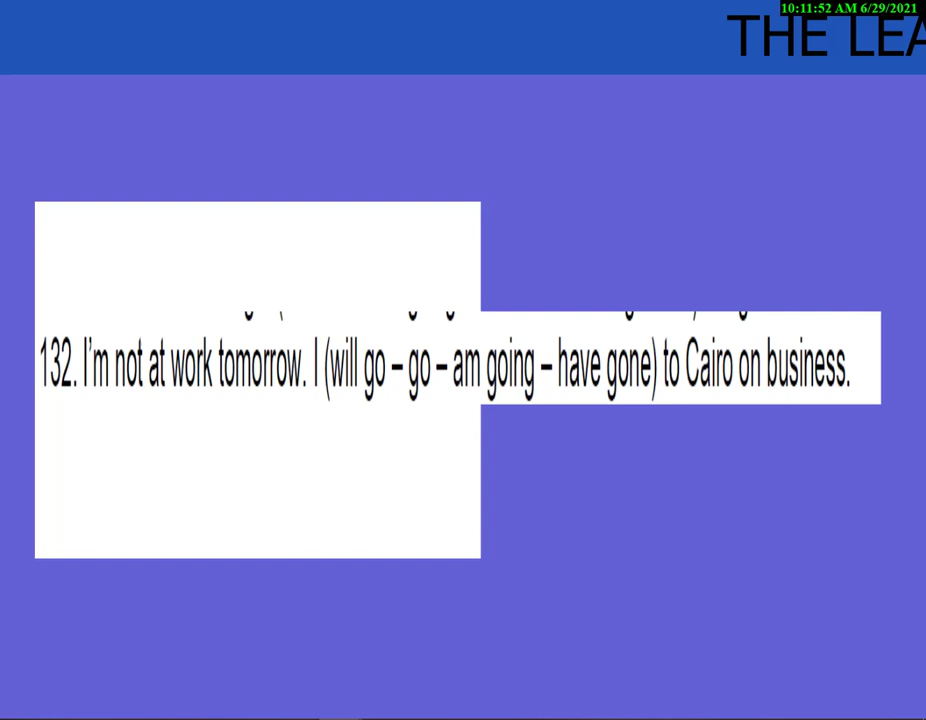 10:11:52 AM 6/29/2021
THE LEA
132. I'm not at work tomorrow. I (will go – go – am going – have gone) to Cairo on business.